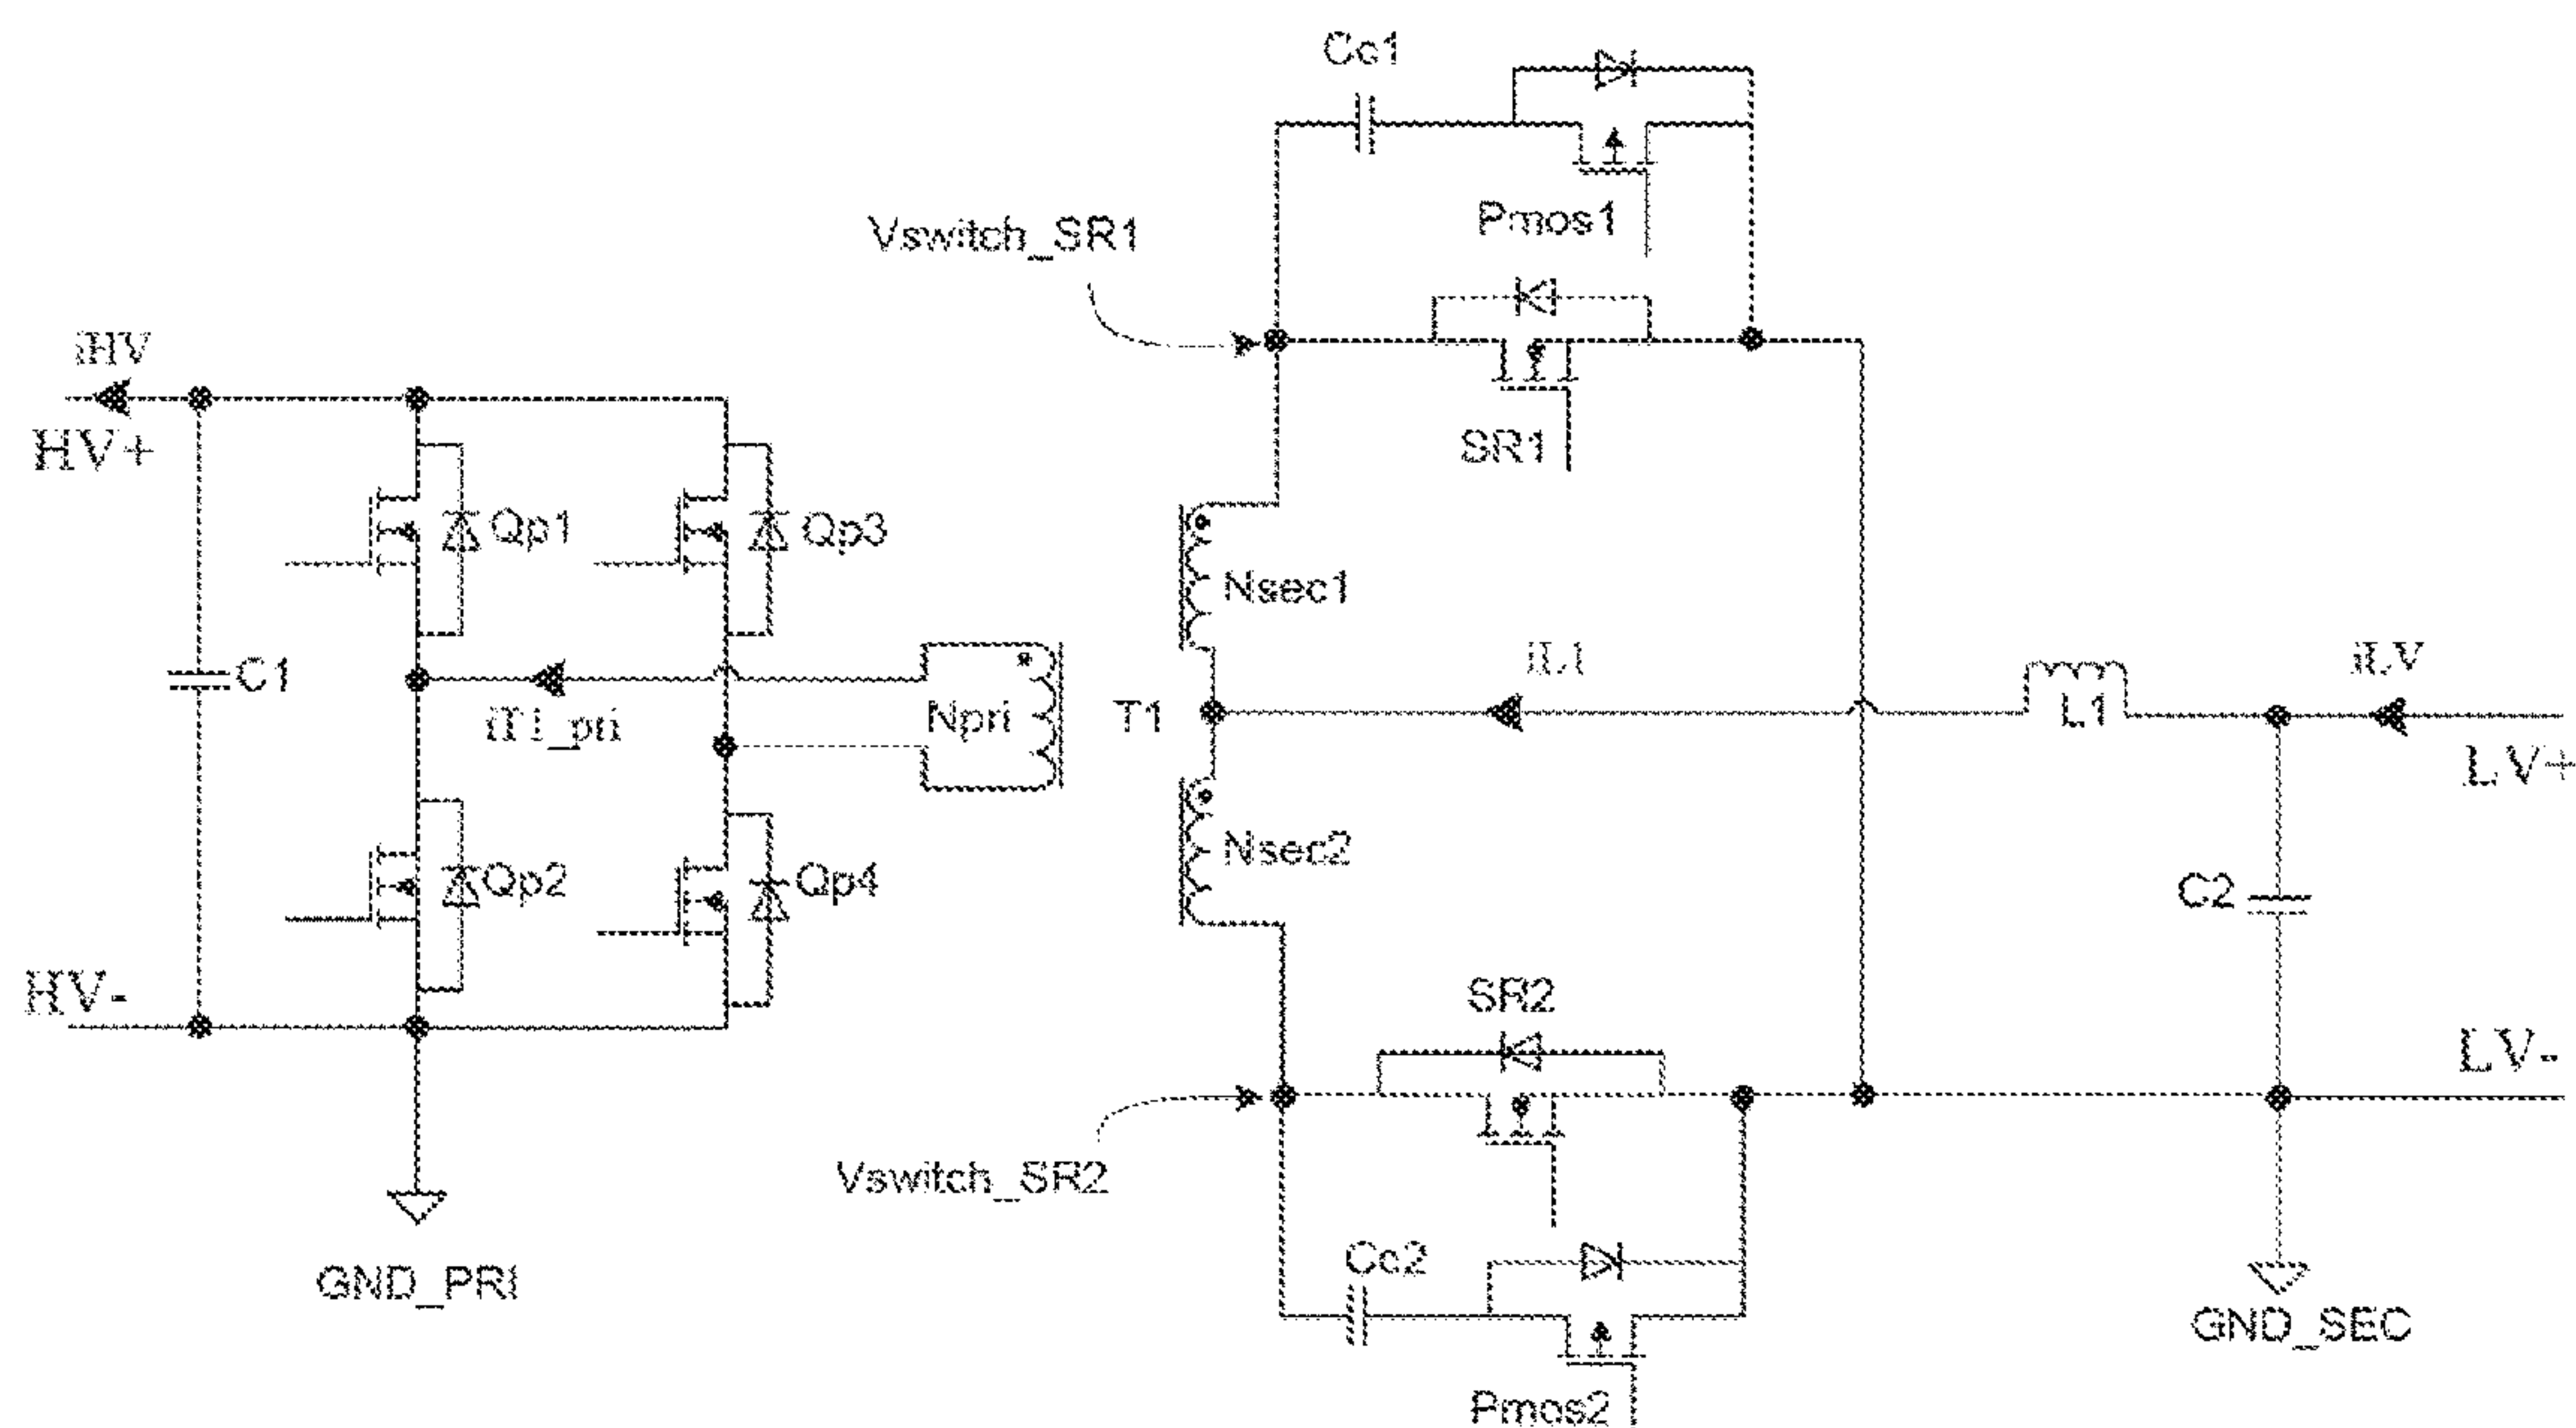 Cc1
Pmos1
Vswitch_SR1
SR1
iHV
HV+
Qp1
Qp3
Nsec1
C1
iT1_pri
Npri
T1
iL1
L1
iLV
LV+
Nsec2
Qp2
Qp4
C2
HV-
SR2
LV-
Vswitch_SR2
Cc2
GND_PRI
GND_SEC
Pmos2